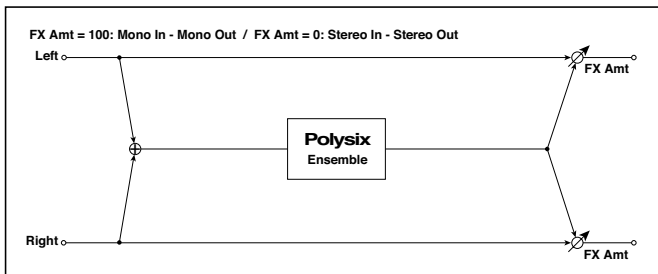 FX Amt = 100: Mono In - Mono Out / FX Amt = 0: Stereo In - Stereo Out
Left
FX Amt
Polysix
Ensemble
Right
FX Amt